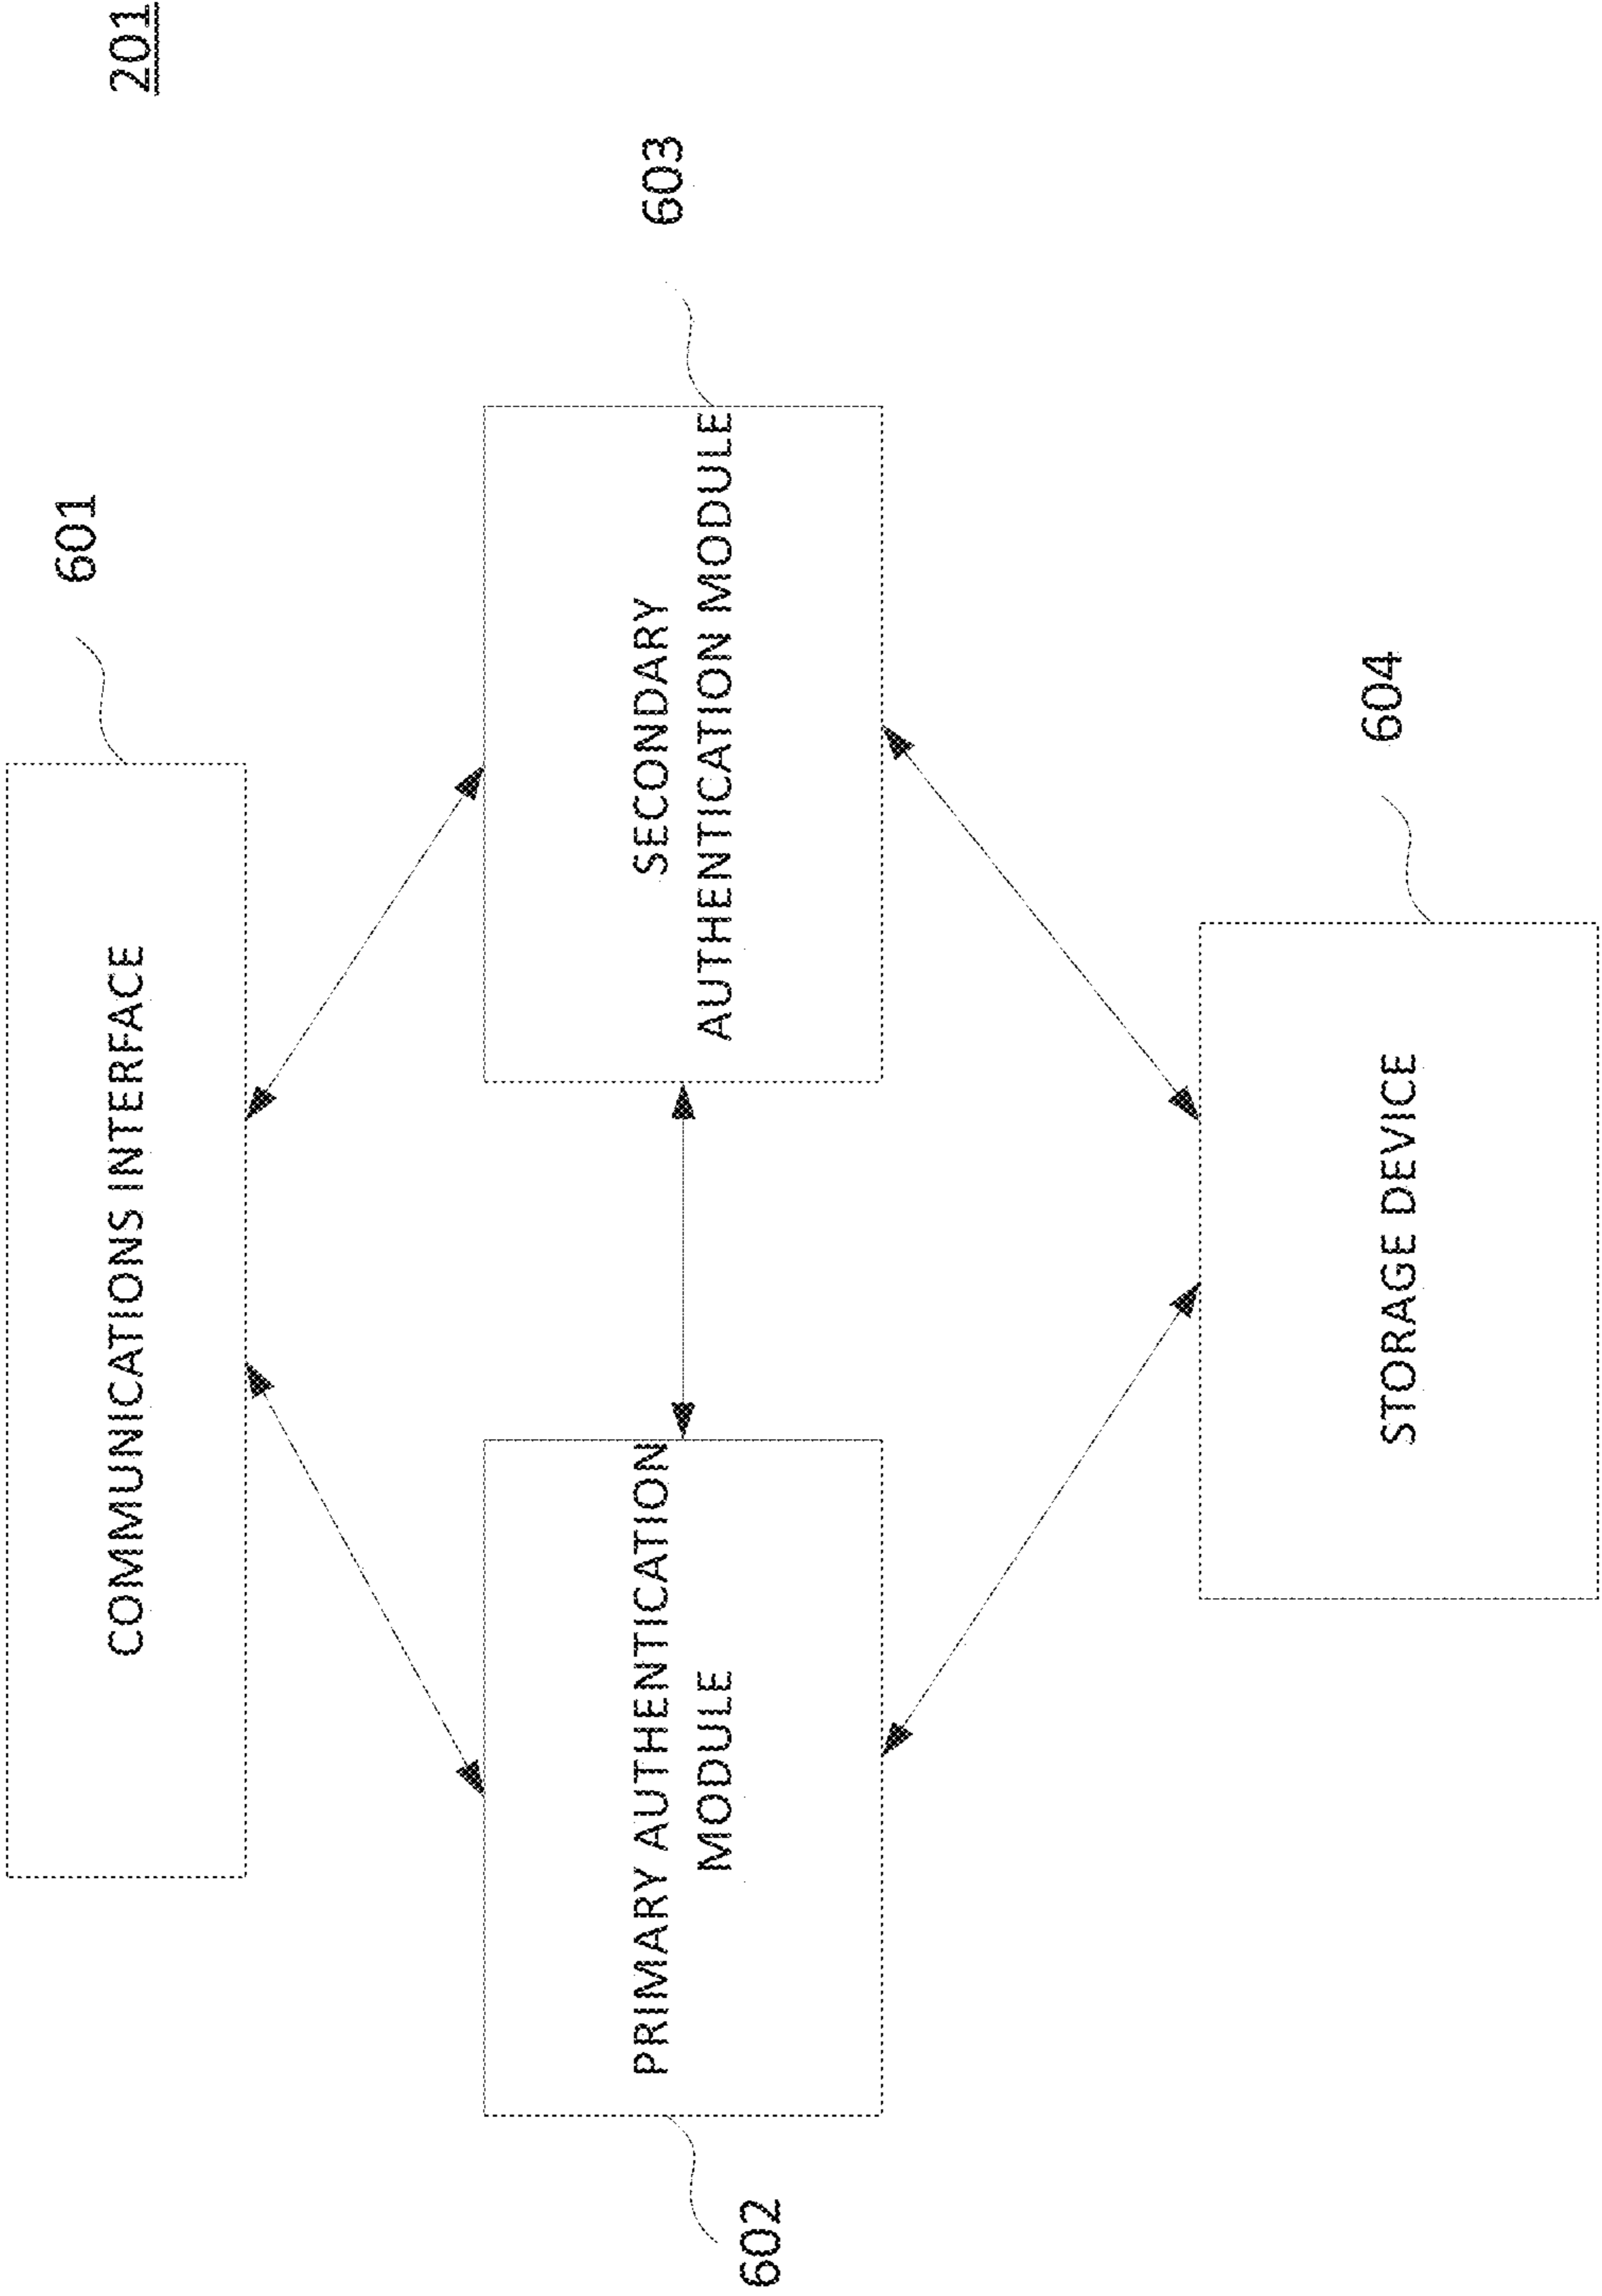 201
601
COMMUNICATIONS INTERFACE
602
PRIMARY AUTHENTICATION
MODULE
603
SECONDARY
AUTHENTICATION MODULE
604
STORAGE DEVICE